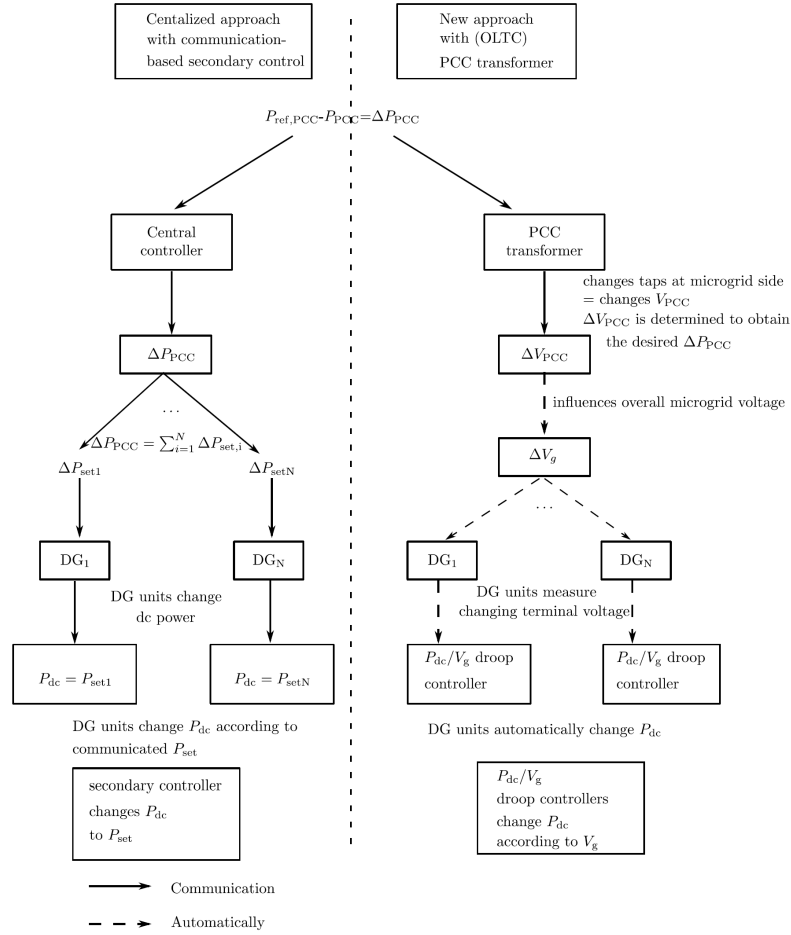 Centalized approach
with communication-
based secondary control
New approach
with (OLTC)
PCC transformer
P_ref,PCC-P_PCC=ΔP_PCC
Central
controller
PCC
transformer
changes taps at microgrid side
= changes V_PCC
ΔV_PCC is determined to obtain
the desired ΔP_PCC
ΔP_PCC
ΔV_PCC
...
influences overall microgrid voltage
ΔP_PCC = ∑_{i=1}^{N} ΔP_set,i
ΔP_set1
ΔP_setN
ΔV_g
...
DG_1
DG_N
DG_1
DG_N
DG units change
dc power
DG units measure
changing terminal voltage
P_dc = P_set1
P_dc = P_setN
P_dc/V_g droop
controller
P_dc/V_g droop
controller
DG units change P_dc according to
communicated P_set
DG units automatically change P_dc
secondary controller
changes P_dc
to P_set
P_dc/V_g
droop controllers
change P_dc
according to V_g
Communication
Automatically